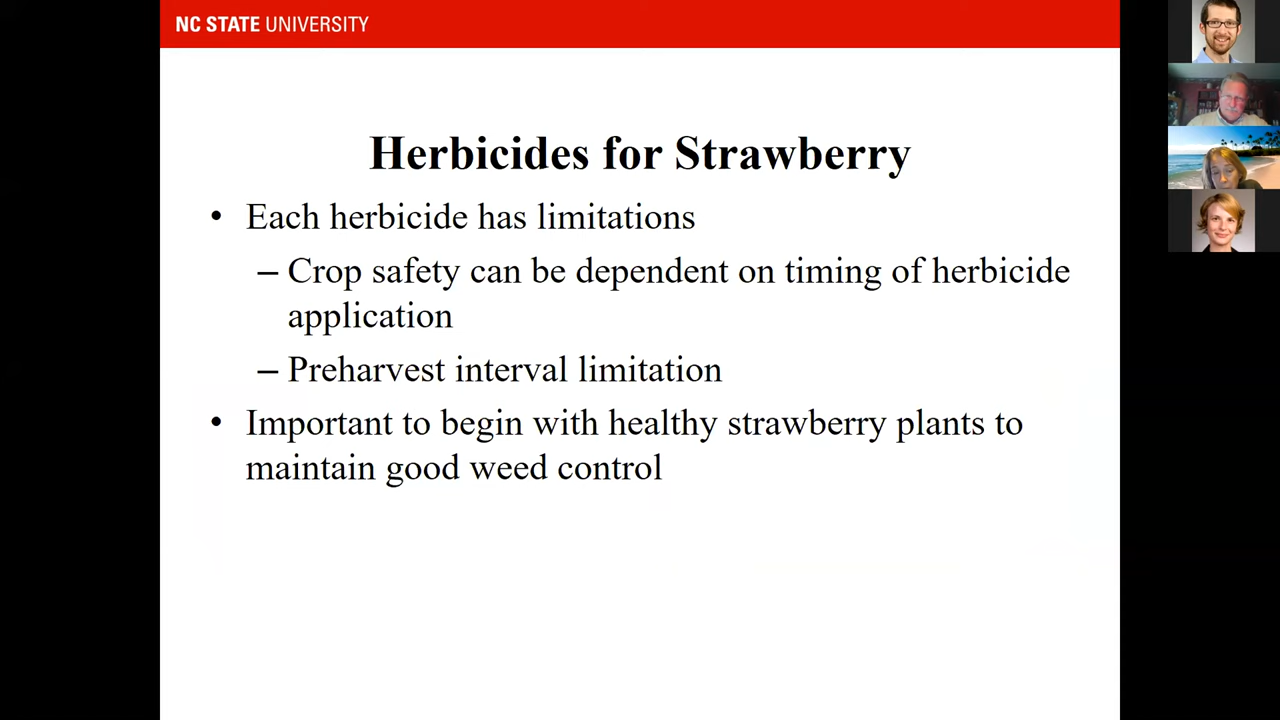 NC STATE UNIVERSITY
Herbicides for Strawberry
• Each herbicide has limitations
– Crop safety can be dependent on timing of herbicide
application
– Preharvest interval limitation
• Important to begin with healthy strawberry plants to
maintain good weed control